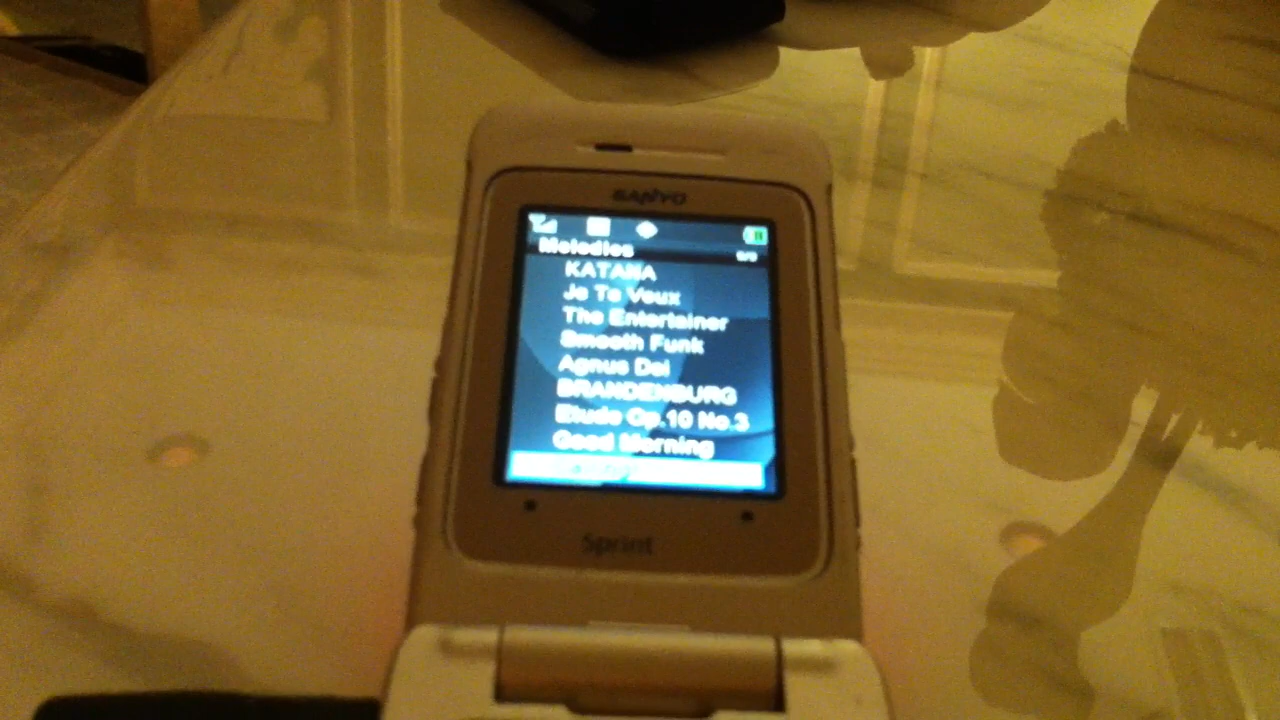 SANYO
Melodies
KATANA
Je Te Veux
The Entertainer
Smooth Funk
Agnus Dei
BRANDENBURG
Etude Op.10 No.3
Good Morning
Sprint